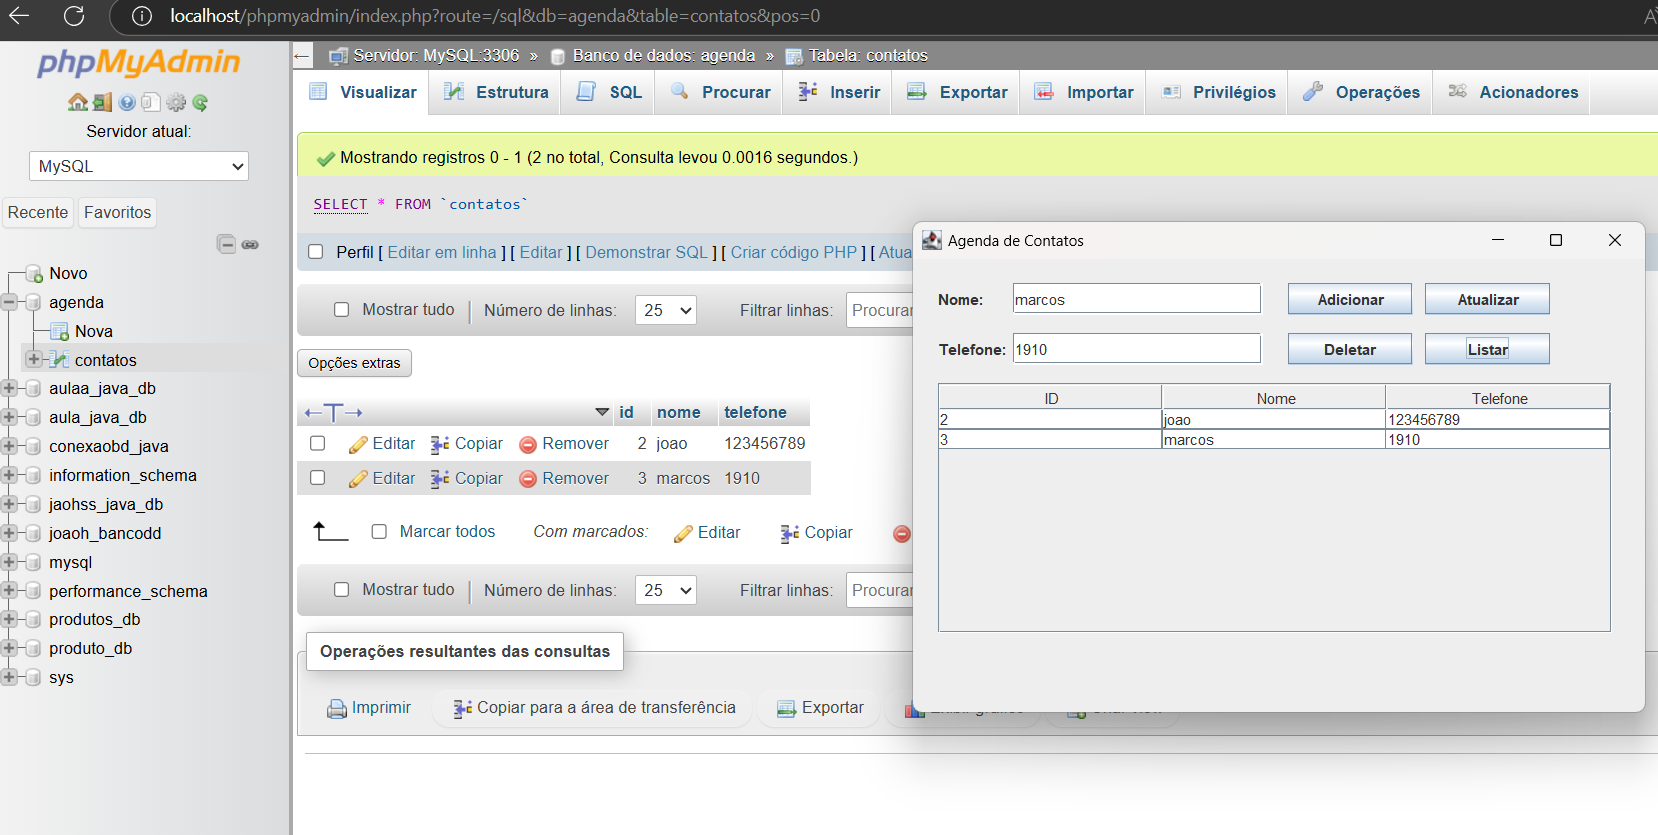 localhost/phpmyadmin/index.php?route=/sql&db=agenda&table=contatos&pos=0
phpMyAdmin
Servidor atual:
MySQL
Recente Favoritos
Novo
agenda
Nova
contatos
aulaa_java_db
aula_java_db
conexaobd_java
information_schema
jaohss_java_db
joaoh_bancodd
mysql
performance_schema
produtos_db
produto_db
sys
Servidor: MySQL:3306 » Banco de dados: agenda » Tabela: contatos
Visualizar Estrutura SQL Procurar Inserir Exportar Importar Privilégios Operações Acionadores
Mostrando registros 0 - 1 (2 no total, Consulta levou 0.0016 segundos.)
SELECT * FROM `contatos`
Perfil [ Editar em linha ] [ Editar ] [ Demonstrar SQL ] [ Criar código PHP ] [ Atua
Mostrar tudo Número de linhas: 25 Filtrar linhas: Procurar
Opções extras
id nome telefone
Editar Copiar Remover 2 joao 123456789
Editar Copiar Remover 3 marcos 1910
Marcar todos Com marcados: Editar Copiar
Mostrar tudo Número de linhas: 25 Filtrar linhas: Procurar
Operações resultantes das consultas
Imprimir Copiar para a área de transferência Exportar
Agenda de Contatos
Nome: marcos Adicionar Atualizar
Telefone: 1910 Deletar Listar
ID Nome Telefone
2 joao 123456789
3 marcos 1910